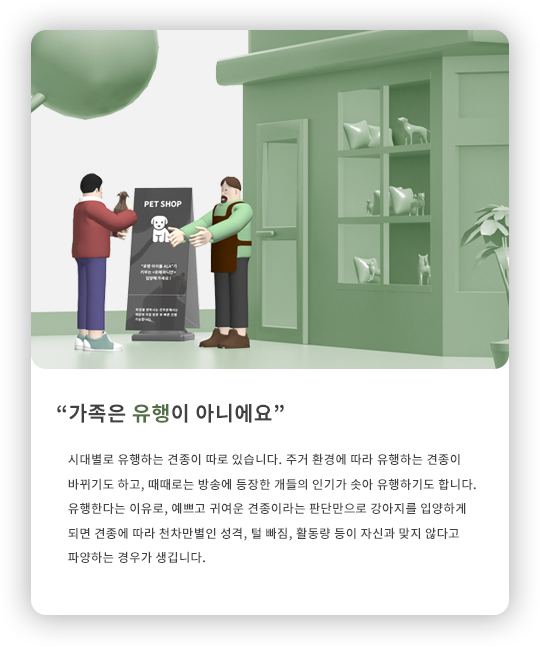 PET SHOP
“가족은 유행이 아니에요”
시대별로 유행하는 견종이 따로 있습니다. 주거 환경에 따라 유행하는 견종이
바뀌기도 하고, 때때로는 방송에 등장한 개들의 인기가 솟아 유행하기도 합니다.
유행한다는 이유로, 예쁘고 귀여운 견종이라는 판단만으로 강아지를 입양하게
되면 견종에 따라 천차만별인 성격, 털 빠짐, 활동량 등이 자신과 맞지 않다고
파양하는 경우가 생깁니다.